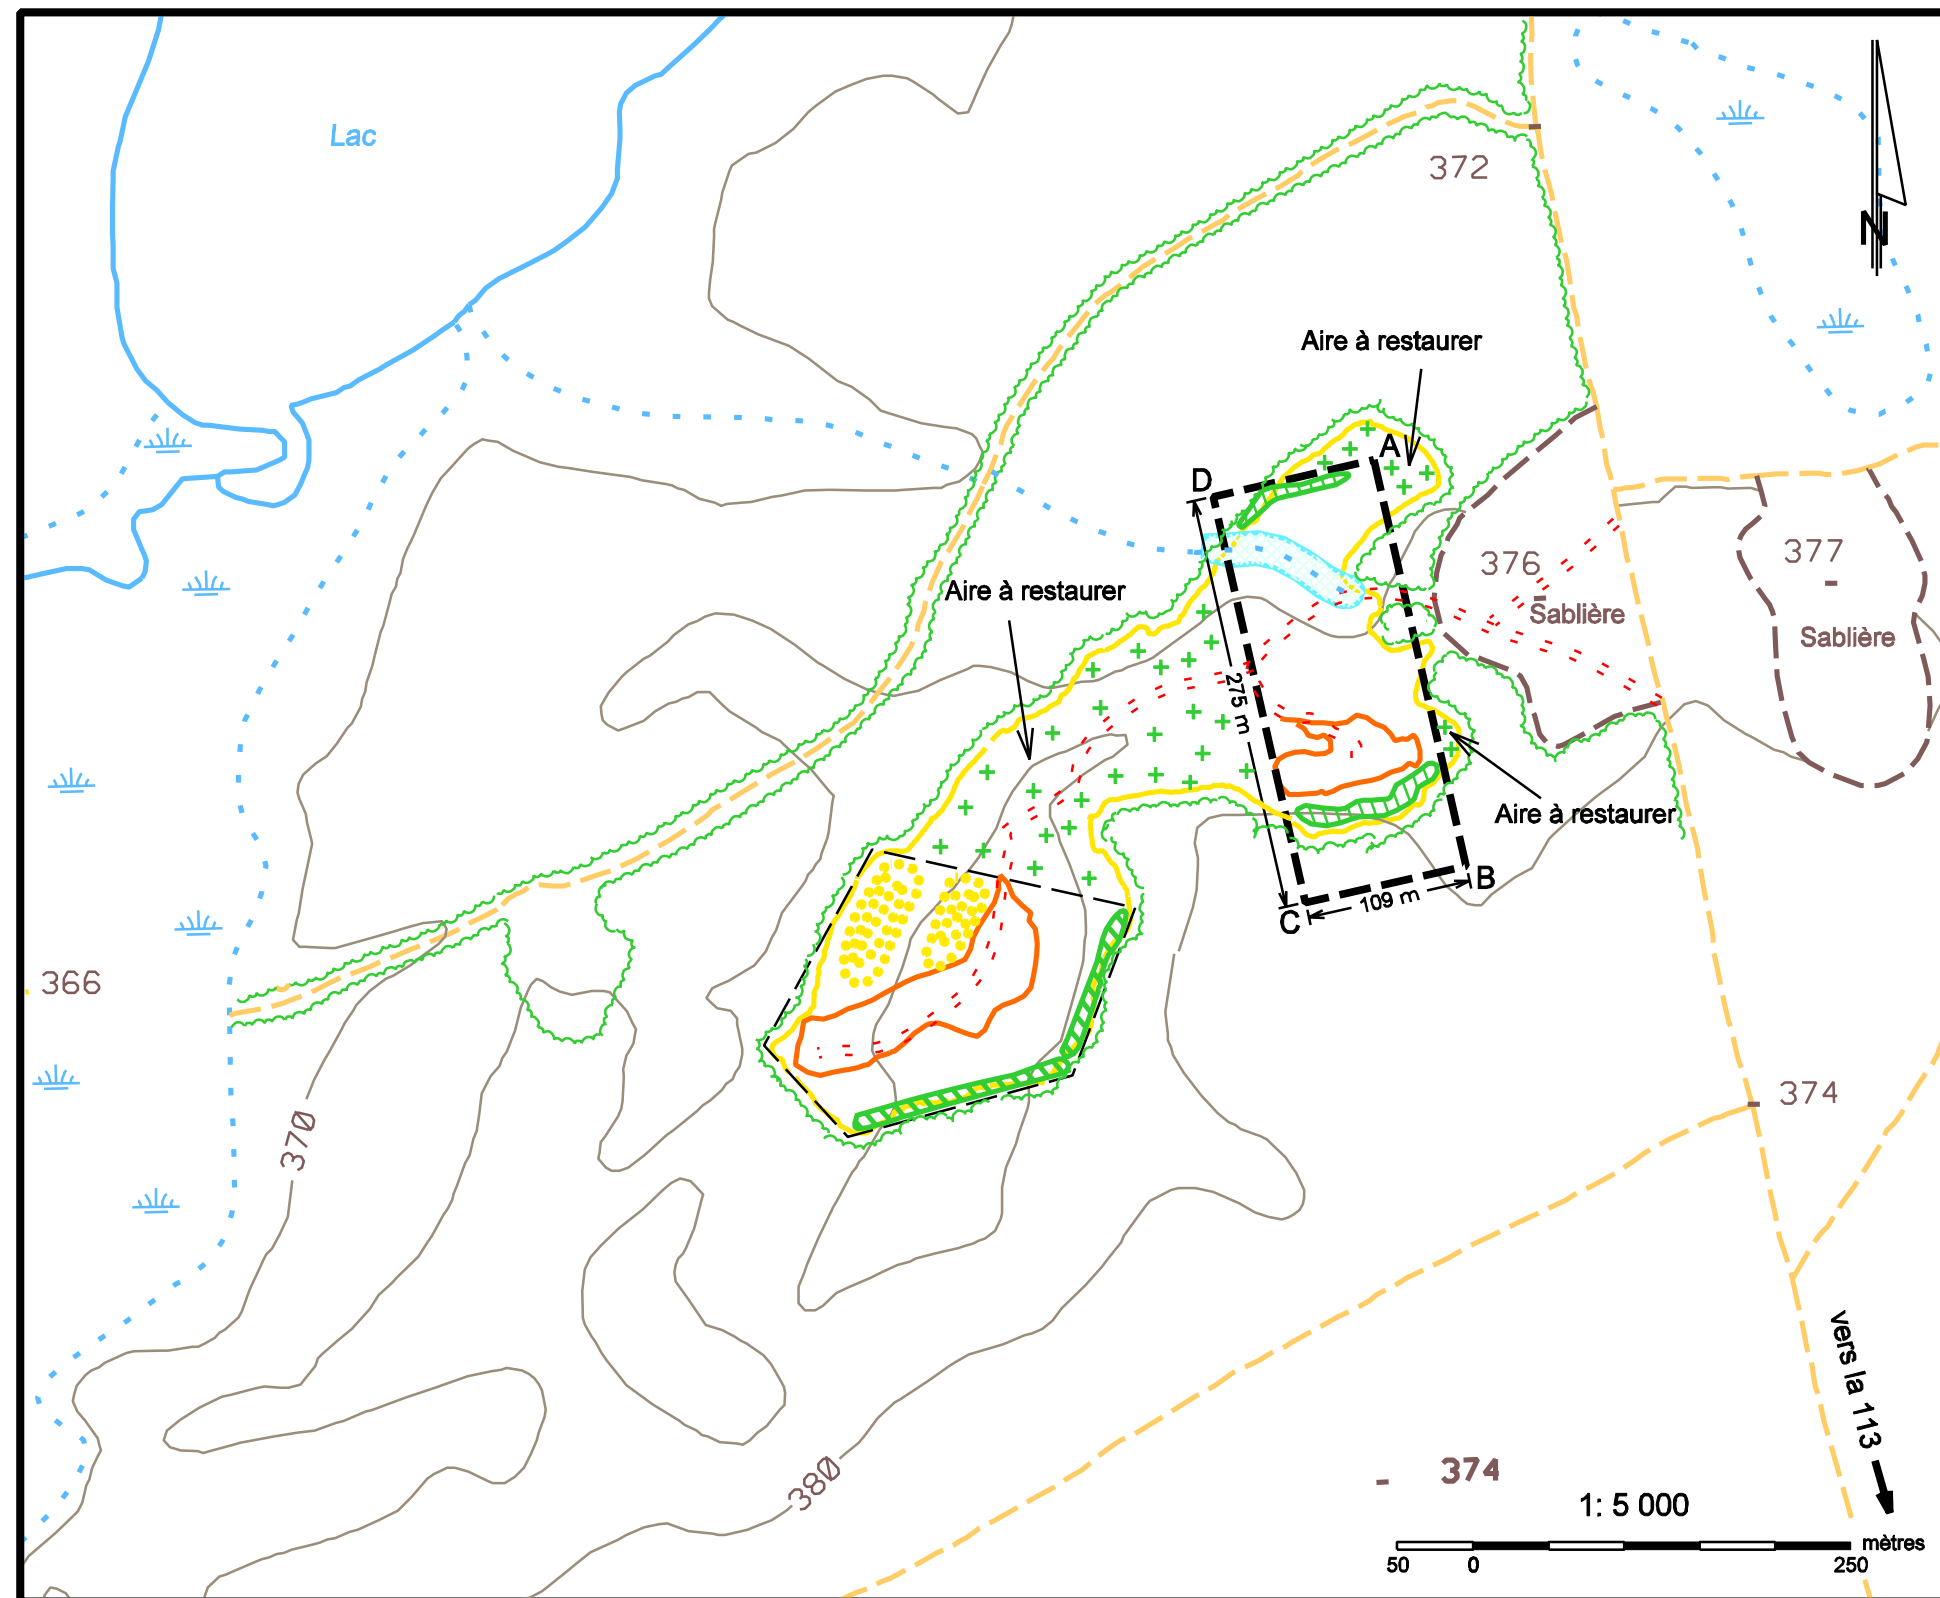 Lac
372
N
Aire à restaurer
A
D
376
377
Sablière
Sablière
Aire à restaurer
275 m
Aire à restaurer
B
109 m
C
366
374
370
vers la 113
380
374
1: 5 000
mètres
50 0 250